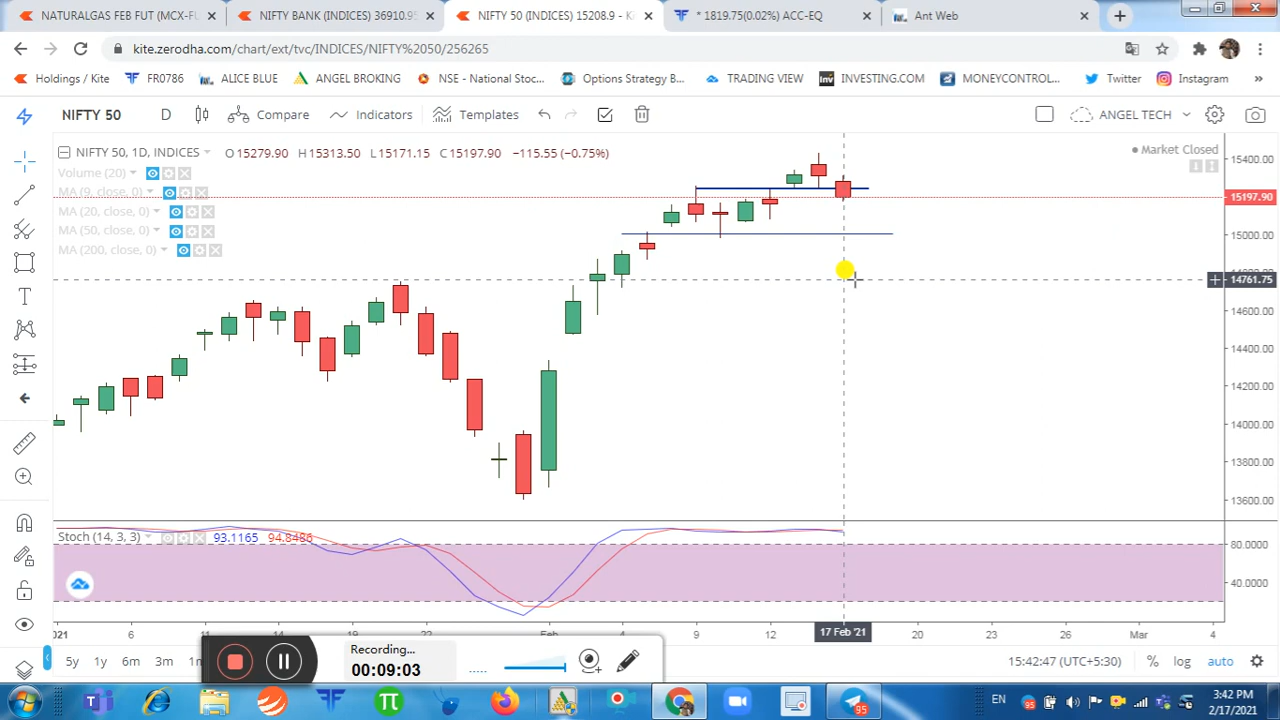 NATURALGAS FEB FUT (MCX-FU
NIFTY BANK (INDICES) 36910.95
NIFTY 50 (INDICES) 15208.9 - Ki
* 1819.75(0.02%) ACC-EQ
Ant Web
kite.zerodha.com/chart/ext/tvc/INDICES/NIFTY%2050/256265
Holdings / Kite
FR0786
ALICE BLUE
ANGEL BROKING
NSE - National Stoc...
Options Strategy B...
TRADING VIEW
INVESTING.COM
MONEYCONTROL...
Twitter
Instagram
»
NIFTY 50
D
Compare
Indicators
Templates
ANGEL TECH
NIFTY 50, 1D, INDICES
O15279.90 H15313.50 L15171.15 C15197.90 −115.55 (−0.75%)
Market Closed
Volume (20)
MA (9, close, 0)
MA (20, close, 0)
MA (50, close, 0)
MA (200, close, 0)
15400.00
15197.90
15000.00
14761.75
14600.00
14400.00
14200.00
14000.00
13800.00
13600.00
Stoch (14, 3, 3)
93.1165 94.8486
80.0000
40.0000
6
11
14
19
22
Feb
4
9
12
17 Feb '21
20
23
26
Mar
4
5y 1y 6m 3m
15:42:47 (UTC+5:30)
% log auto
Recording...
00:09:03
EN
95
3:42 PM
2/17/2021